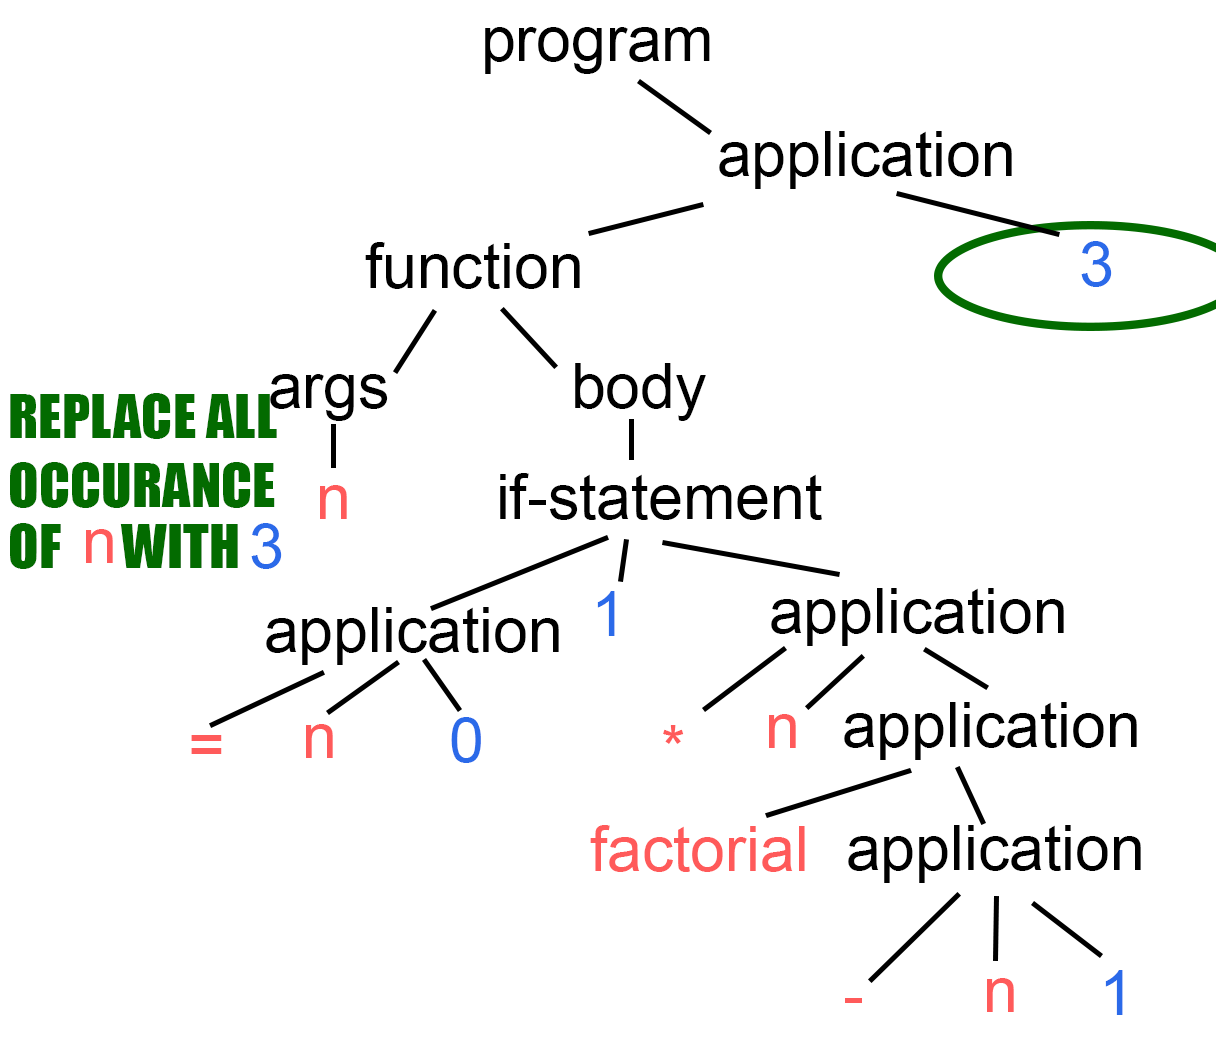 program
application
function
3
args
body
REPLACE ALL
OCCURANCE
OF n WITH 3
n
if-statement
application
1
application
= n 0
* n application
factorial application
- n 1